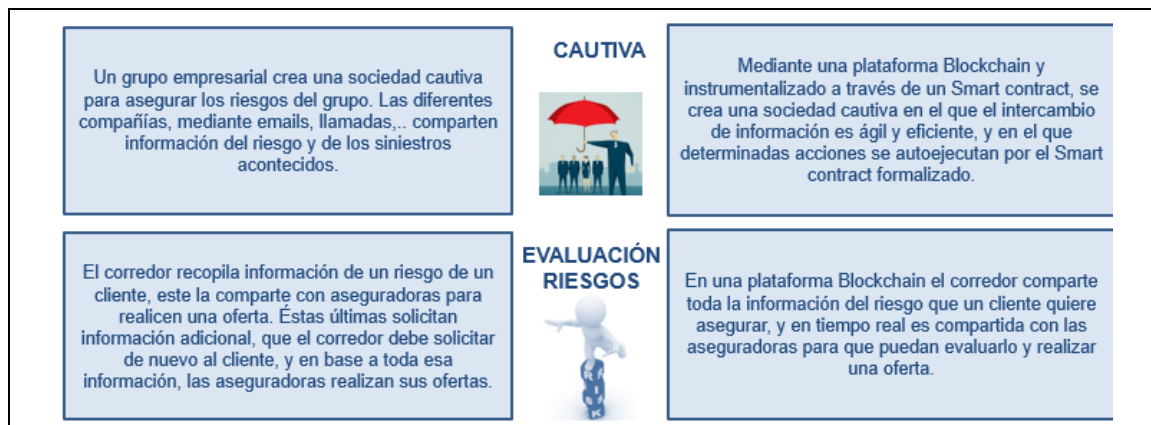 Un grupo empresarial crea una sociedad cautiva
para asegurar los riesgos del grupo. Las diferentes
compañías, mediante emails, llamadas,.. comparten
información del riesgo y de los siniestros
acontecidos.
CAUTIVA
Mediante una plataforma Blockchain y
instrumentalizado a través de un Smart contract, se
crea una sociedad cautiva en el que el intercambio
de información es ágil y eficiente, y en el que
determinadas acciones se autoejecutan por el Smart
contract formalizado.
El corredor recopila información de un riesgo de un
cliente, este la comparte con aseguradoras para
realicen una oferta. Éstas últimas solicitan
información adicional, que el corredor debe solicitar
de nuevo al cliente, y en base a toda esa
información, las aseguradoras realizan sus ofertas.
EVALUACIÓN
RIESGOS
RISK
En una plataforma Blockchain el corredor comparte
toda la información del riesgo que un cliente quiere
asegurar, y en tiempo real es compartida con las
aseguradoras para que puedan evaluarlo y realizar
una oferta.